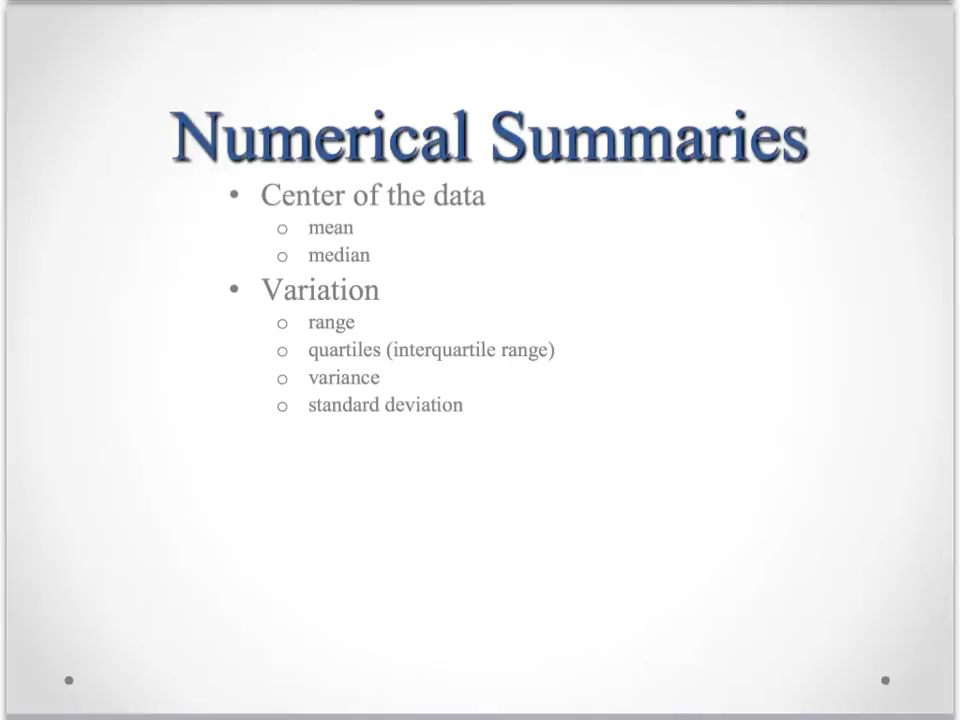 Numerical Summaries
• Center of the data
o mean
o median
• Variation
o range
o quartiles (interquartile range)
o variance
o standard deviation